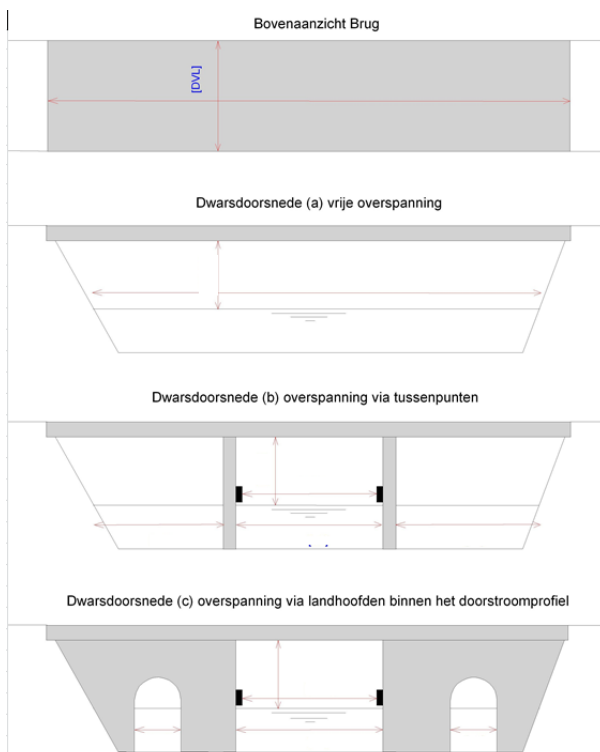 Bovenaanzicht Brug
[DVL]
Dwarsdoorsnede (a) vrije overspanning
Dwarsdoorsnede (b) overspanning via tussenpunten
Dwarsdoorsnede (c) overspanning via landhoofden binnen het doorstroomprofiel